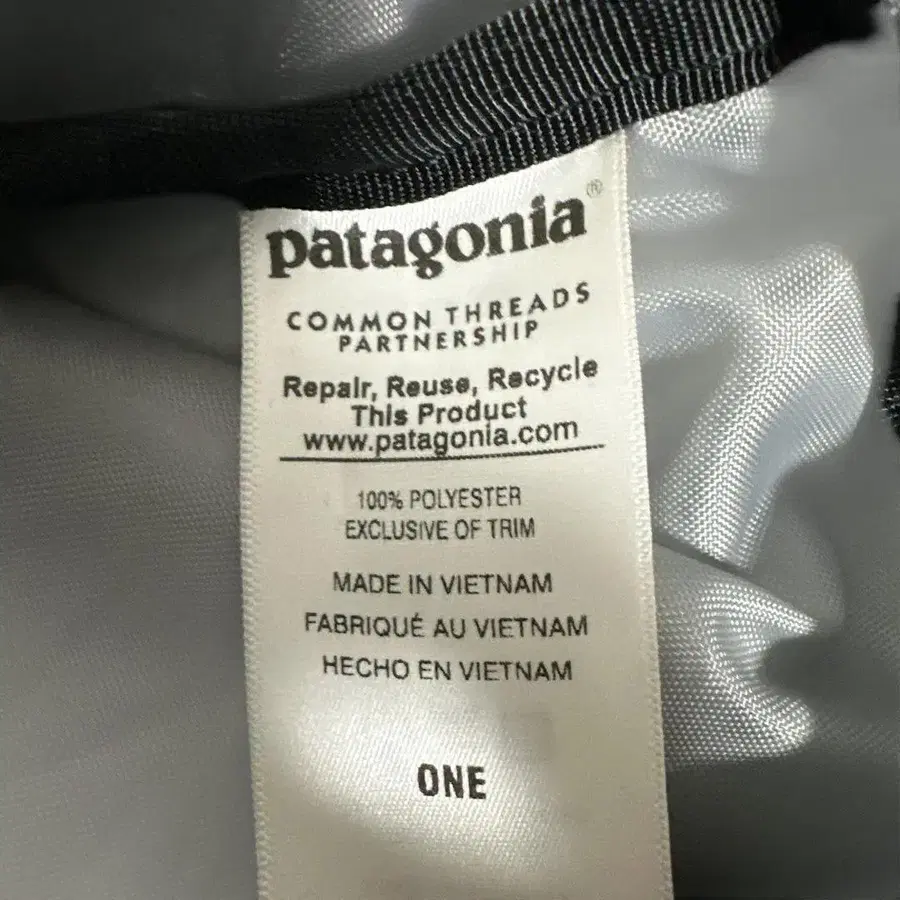 patagonia®
COMMON THREADS
PARTNERSHIP
Repair, Reuse, Recycle
This Product
www.patagonia.com
100% POLYESTER
EXCLUSIVE OF TRIM
MADE IN VIETNAM
FABRIQUÉ AU VIETNAM
HECHO EN VIETNAM
ONE